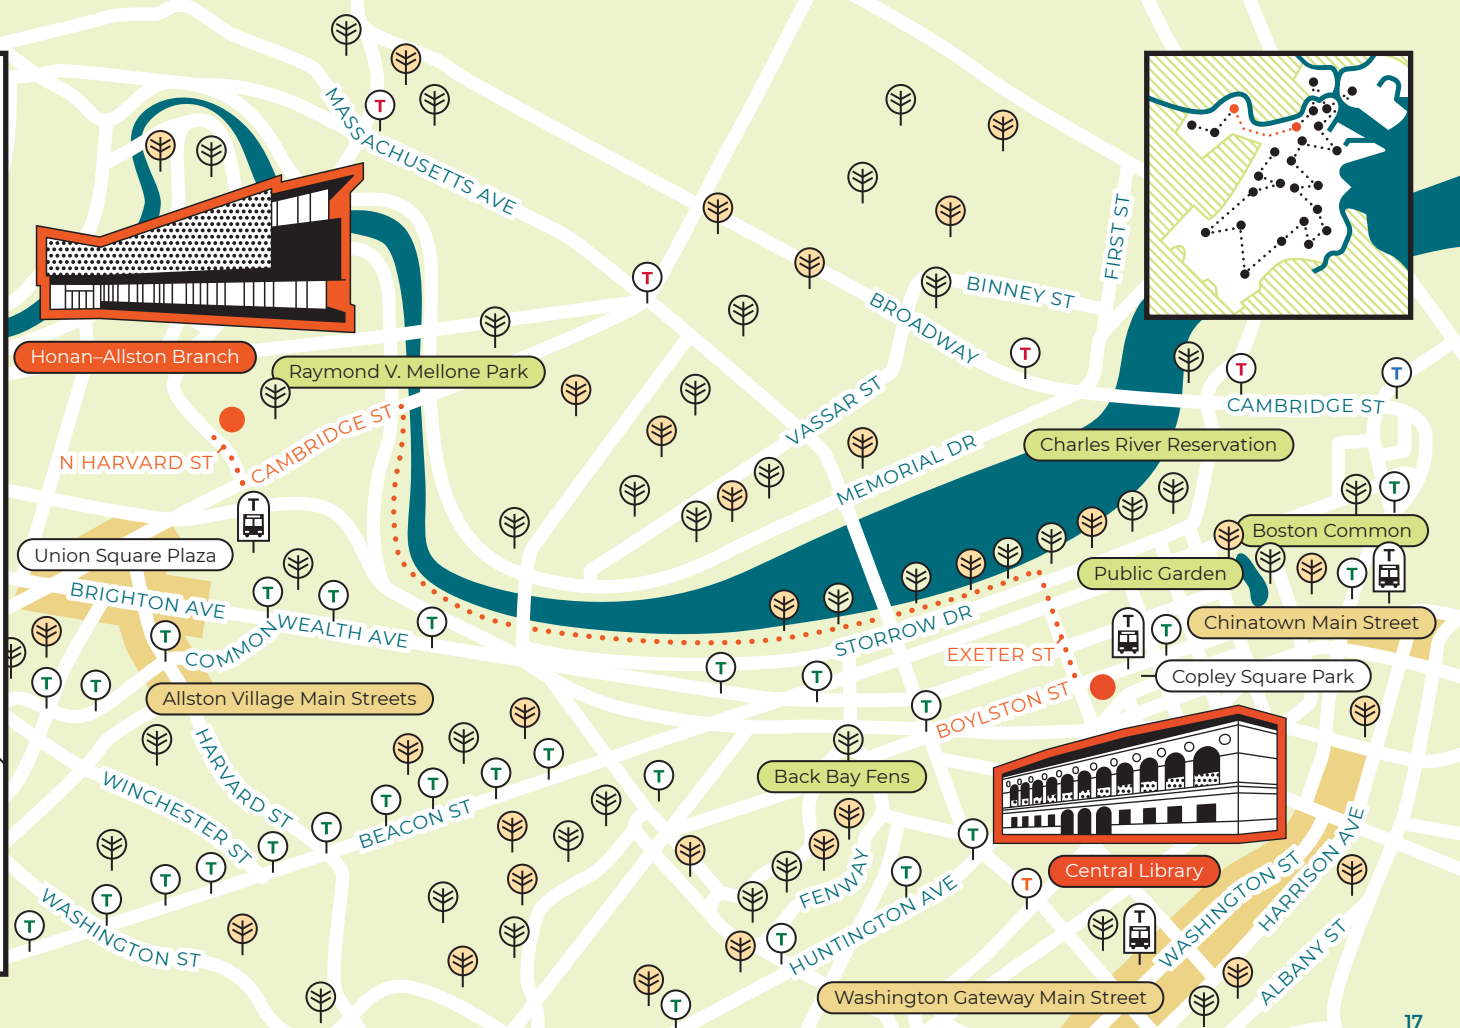 MASSACHUSETTS AVE
T
T
FIRST ST
BINNEY ST
BROADWAY
T
T
T
Honan–Allston Branch
Raymond V. Mellone Park
CAMBRIDGE ST
VASSAR ST
CAMBRIDGE ST
N HARVARD ST
MEMORIAL DR
Charles River Reservation
T
T
Boston Common
Union Square Plaza
T
T
Public Garden
BRIGHTON AVE
T
T
COMMONWEALTH AVE
T
T
STORROW DR
EXETER ST
T
T
Chinatown Main Street
T
T
T
T
Copley Square Park
Allston Village Main Streets
BOYLSTON ST
T
HARVARD ST
T
T
T
T
T
Back Bay Fens
WINCHESTER ST
BEACON ST
T
T
T
T
T
T
T
T
FENWAY
T
Central Library
WASHINGTON ST
HARRISON AVE
WASHINGTON ST
HUNTINGTON AVE
T
T
ALBANY ST
Washington Gateway Main Street
T
17